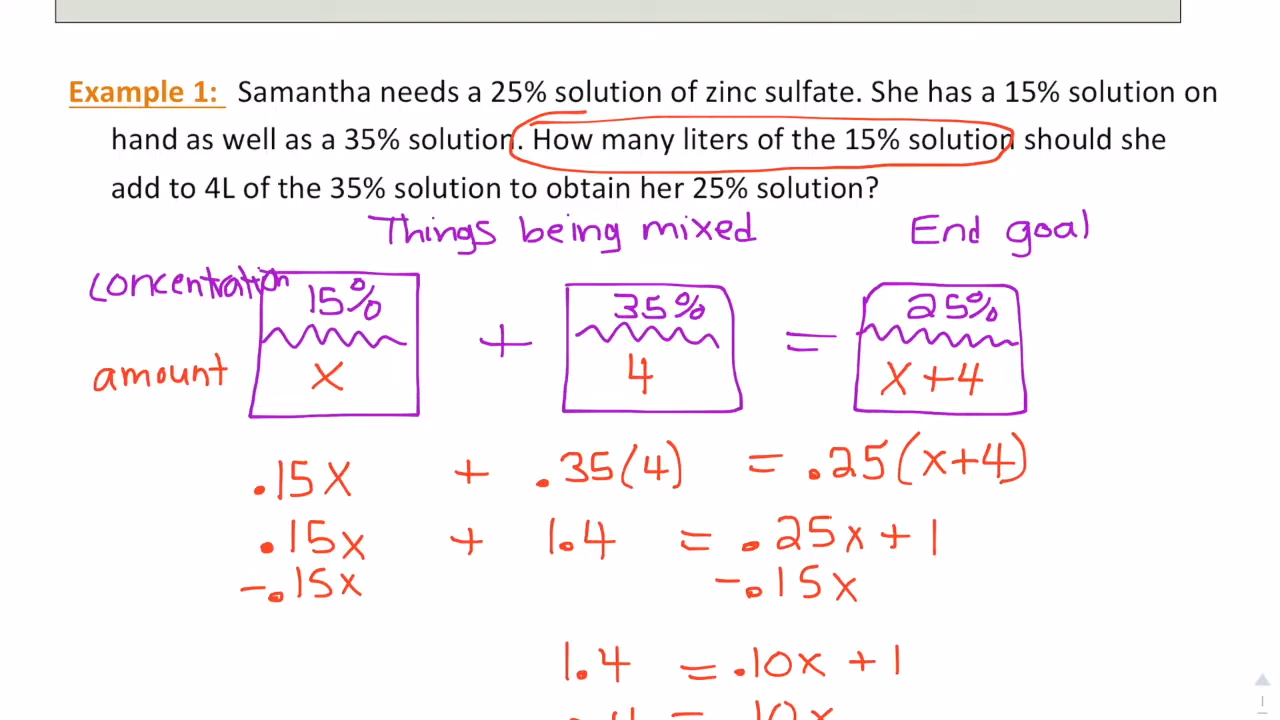 Example 1: Samantha needs a 25% solution of zinc sulfate. She has a 15% solution on
hand as well as a 35% solution. How many liters of the 15% solution should she
add to 4L of the 35% solution to obtain her 25% solution?
Things being mixed End goal
concentration 15% 35% 25%
+ =
amount x 4 x+4
.15x + .35(4) = .25(x+4)
.15x + 1.4 = .25x + 1
-.15x -.15x
1.4 = .10x + 1
.4 = .10x